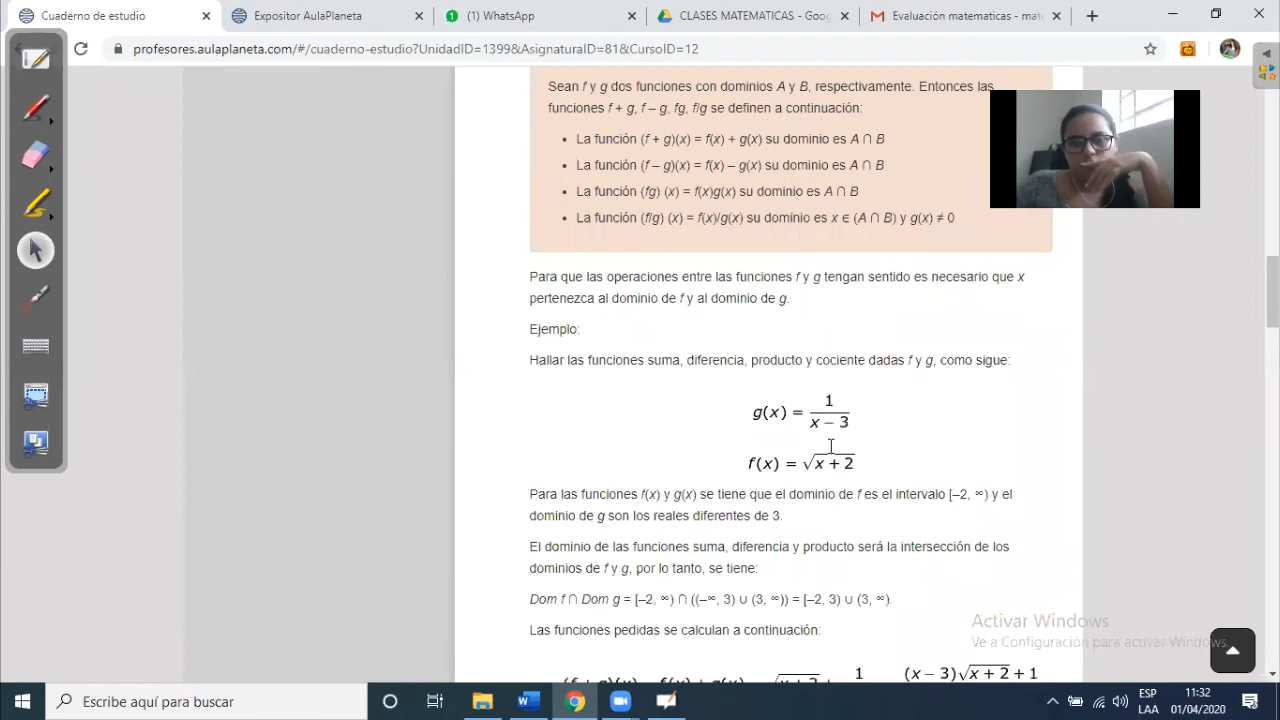 Cuaderno de estudio
Expositor AulaPlaneta
(1) WhatsApp
CLASES MATEMATICAS - Goo
Evaluación matematicas - mat
profesores.aulaplaneta.com/#/cuaderno-estudio?UnidadID=1399&AsignaturaID=81&CursoID=12
Sean f y g dos funciones con dominios A y B, respectivamente. Entonces las
funciones f + g, f – g, fg, f/g se definen a continuación:
• La función (f + g)(x) = f(x) + g(x) su dominio es A ∩ B
• La función (f – g)(x) = f(x) – g(x) su dominio es A ∩ B
• La función (fg) (x) = f(x)g(x) su dominio es A ∩ B
• La función (f/g) (x) = f(x)/g(x) su dominio es x ∈ (A ∩ B) y g(x) ≠ 0
Para que las operaciones entre las funciones f y g tengan sentido es necesario que x
pertenezca al dominio de f y al dominio de g.
Ejemplo:
Hallar las funciones suma, diferencia, producto y cociente dadas f y g, como sigue:
g(x) = 1 / (x – 3)
f(x) = √(x + 2)
Para las funciones f(x) y g(x) se tiene que el dominio de f es el intervalo [–2, ∞) y el
dominio de g son los reales diferentes de 3.
El dominio de las funciones suma, diferencia y producto será la intersección de los
dominios de f y g, por lo tanto, se tiene:
Dom f ∩ Dom g = [–2, ∞) ∩ ((–∞, 3) ∪ (3, ∞)) = [–2, 3) ∪ (3, ∞).
Las funciones pedidas se calculan a continuación:
1 (x – 3)√x + 2 + 1
Activar Windows
Ve a Configuración para activar Windows.
Escribe aquí para buscar
ESP
LAA
11:32
01/04/2020